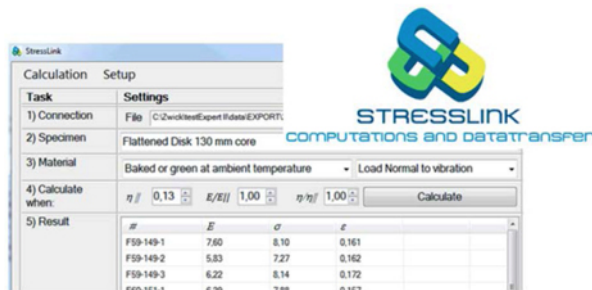 StressLink
STRESSLINK
COMPUTATIONS AND DATATRANSFER
Calculation Setup
Task Settings
1) Connection File C:\Zwick\testExpert II\data\EXPORT\
2) Specimen Flattened Disk 130 mm core
3) Material Baked or green at ambient temperature Load Normal to vibration
4) Calculate when: η // 0,13 E/E|| 1,00 η/η// 1,00 Calculate
5) Result # E σ ε
F59-149-1 7,60 8,10 0,161
F59-149-2 5,83 7,27 0,162
F59-149-3 6,22 8,14 0,172